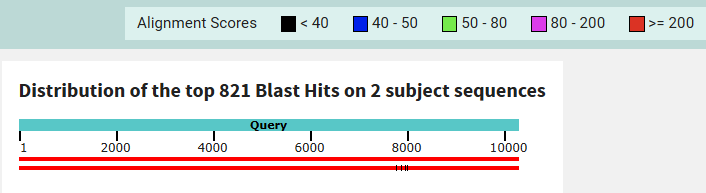 Alignment Scores < 40 40 - 50 50 - 80 80 - 200 >= 200
Distribution of the top 821 Blast Hits on 2 subject sequences
Query
1 2000 4000 6000 8000 10000